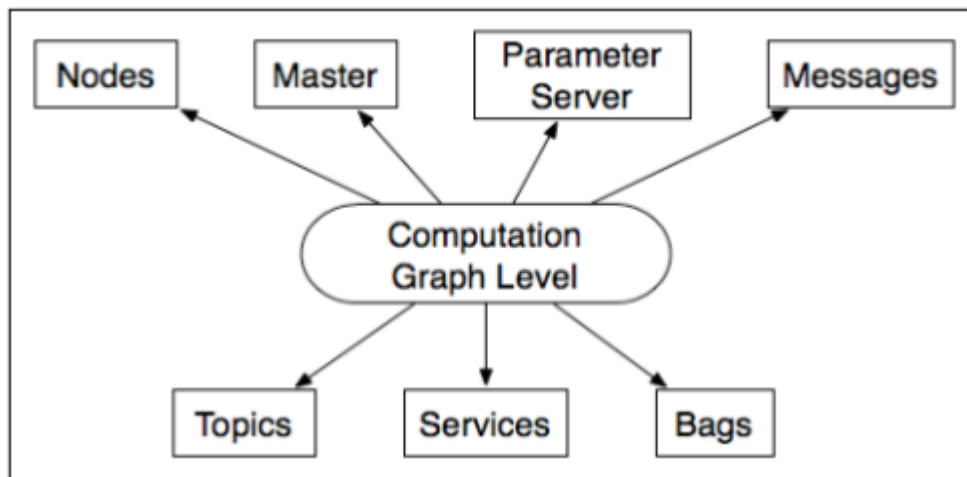 Nodes
Master
Parameter
Server
Messages
Computation
Graph Level
Topics
Services
Bags